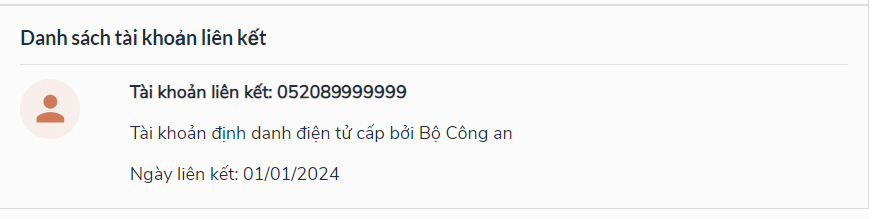 Danh sách tài khoản liên kết
Tài khoản liên kết: 052089999999
Tài khoản định danh điện tử cấp bởi Bộ Công an
Ngày liên kết: 01/01/2024